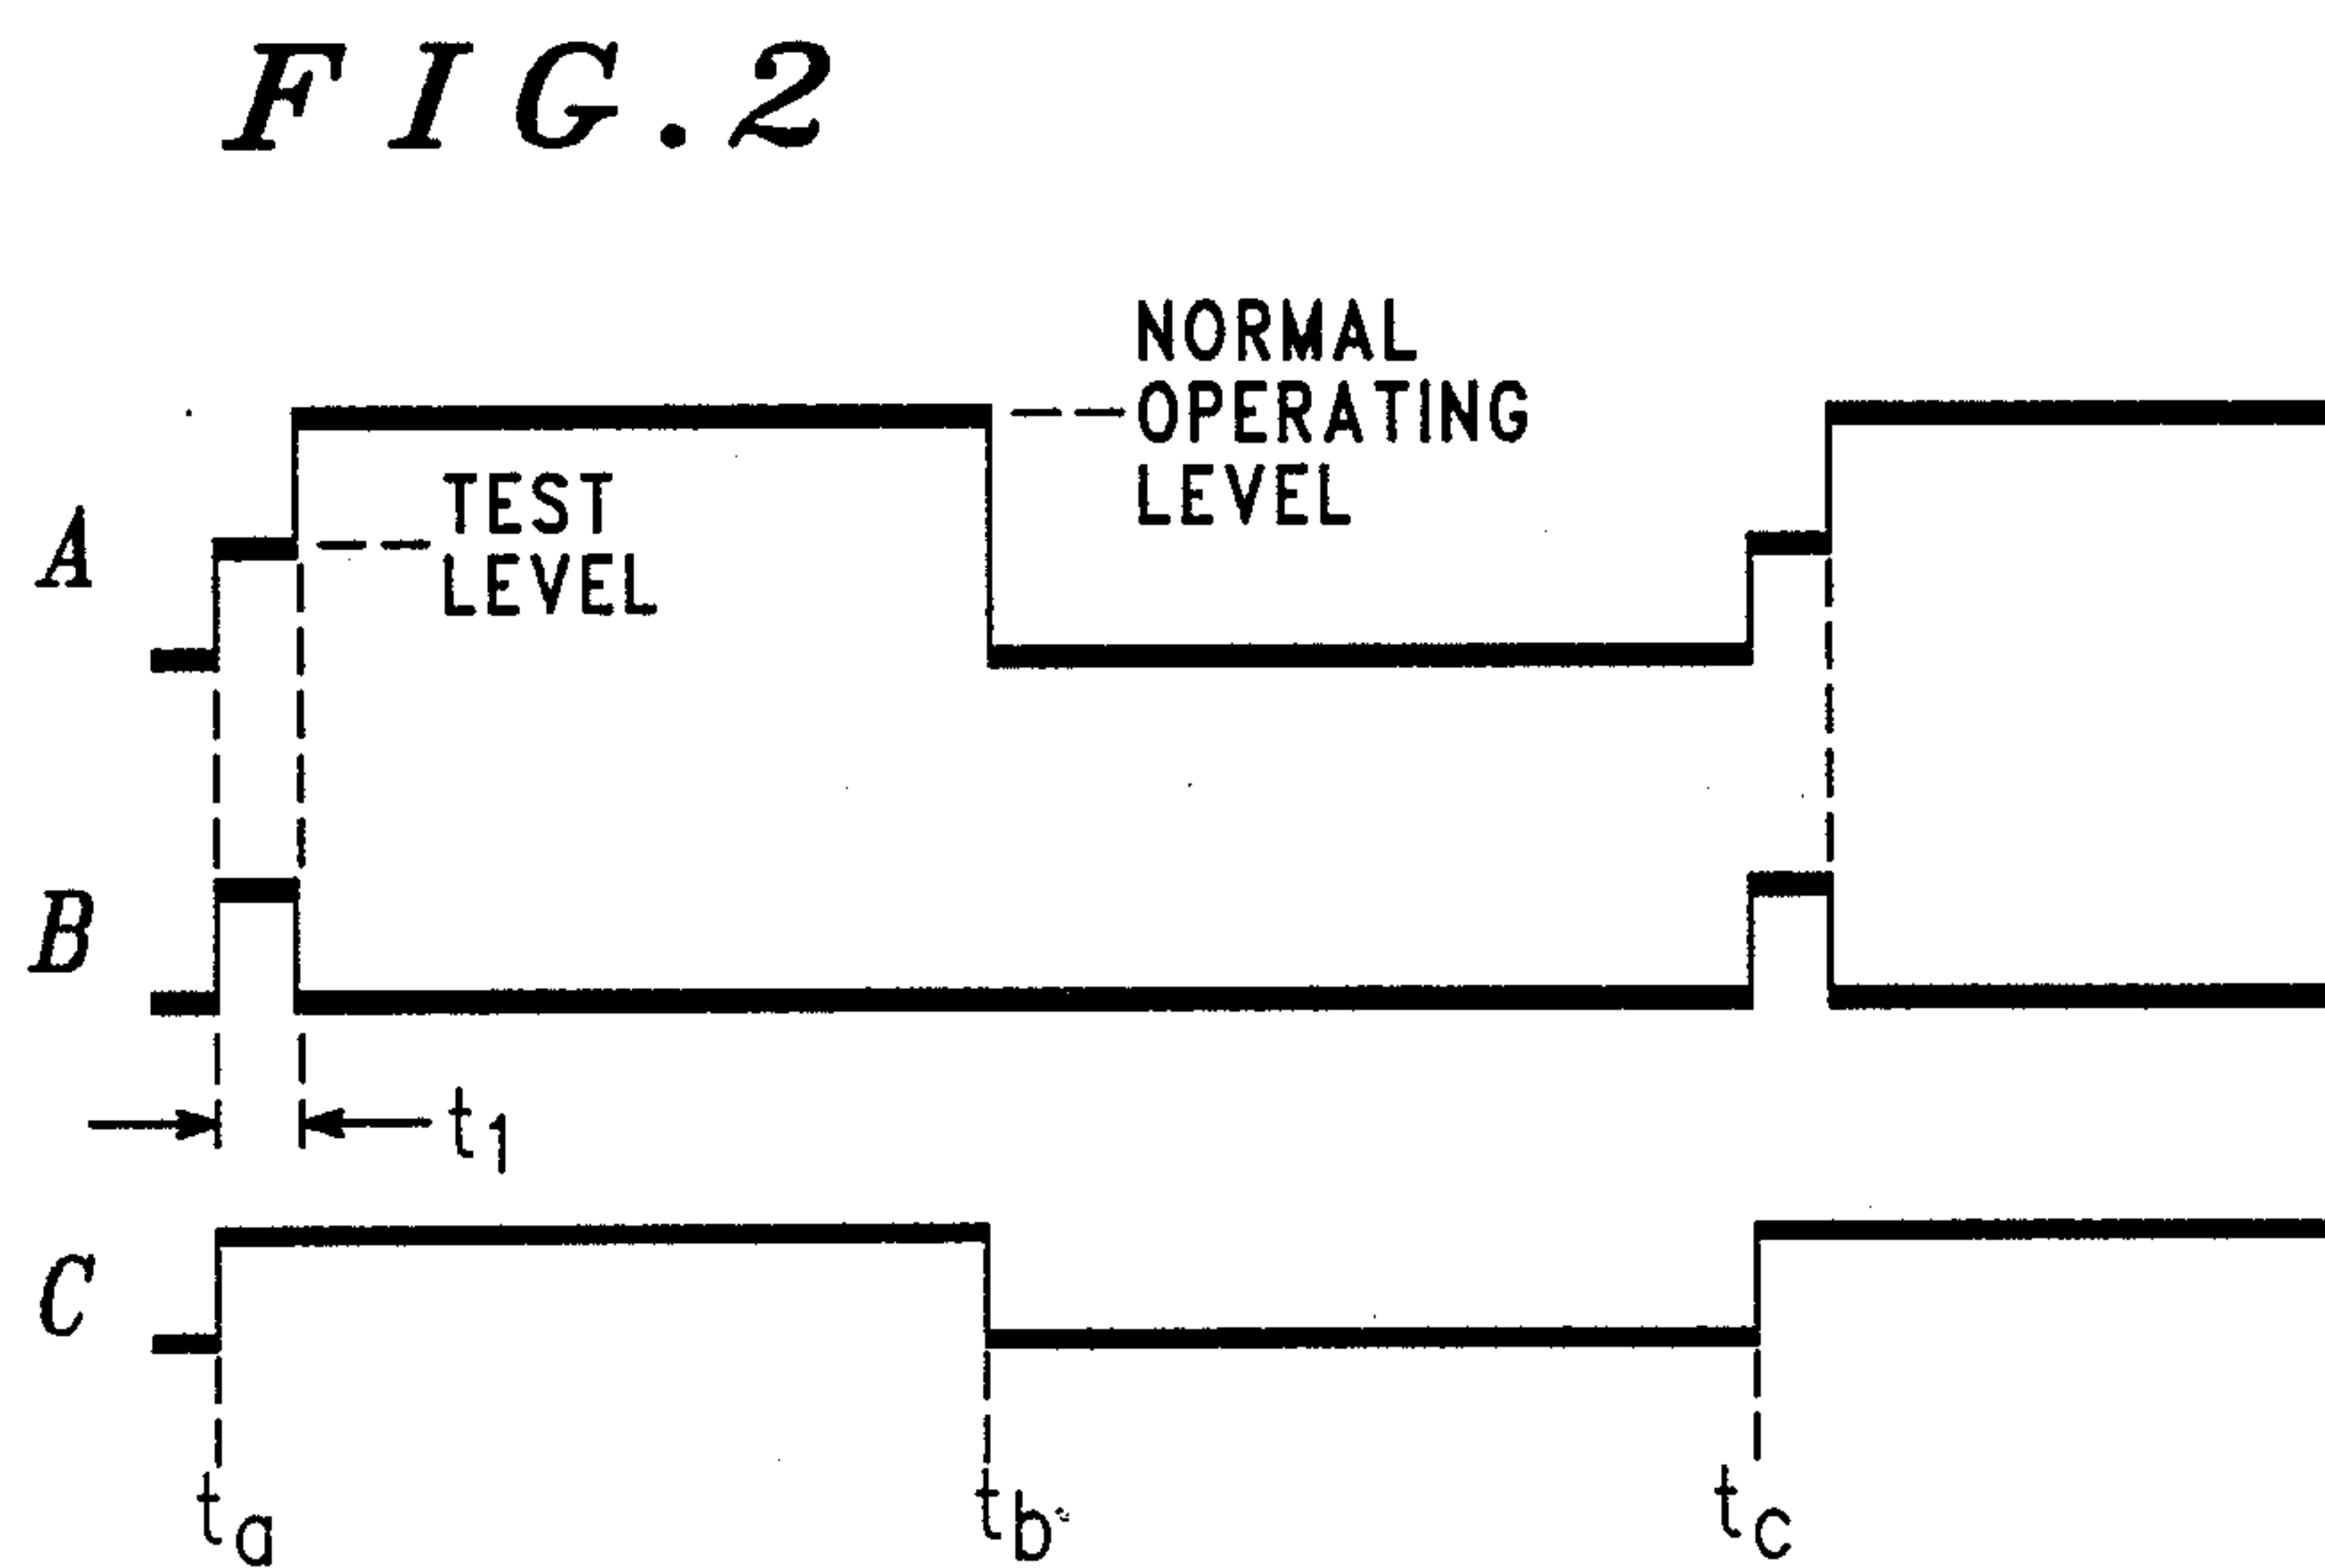 FIG.2
NORMAL
OPERATING
LEVEL
TEST
LEVEL
A
B
t1
C
ta
tb
tc